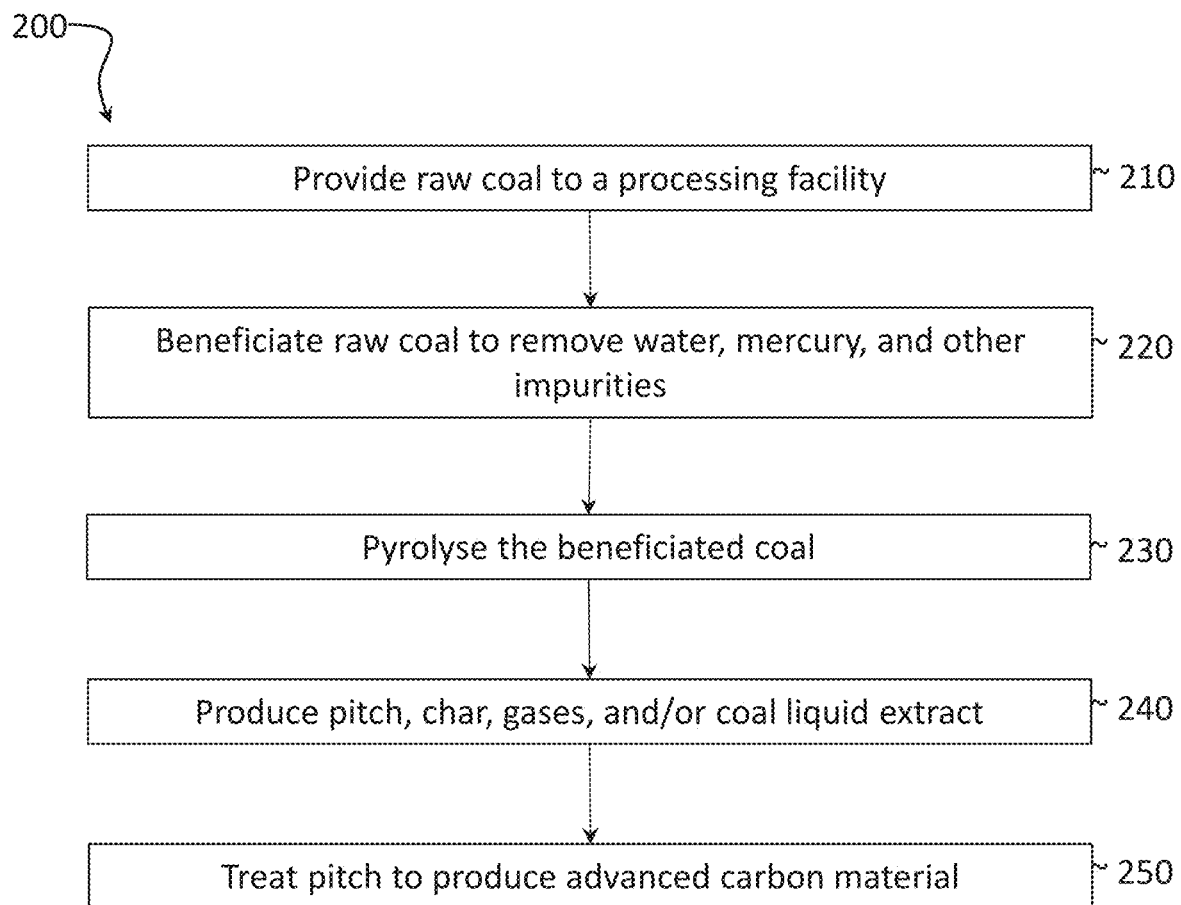 200
Provide raw coal to a processing facility
~ 210
Beneficiate raw coal to remove water, mercury, and other
impurities
~ 220
Pyrolyse the beneficiated coal
~ 230
Produce pitch, char, gases, and/or coal liquid extract
~ 240
Treat pitch to produce advanced carbon material
~ 250